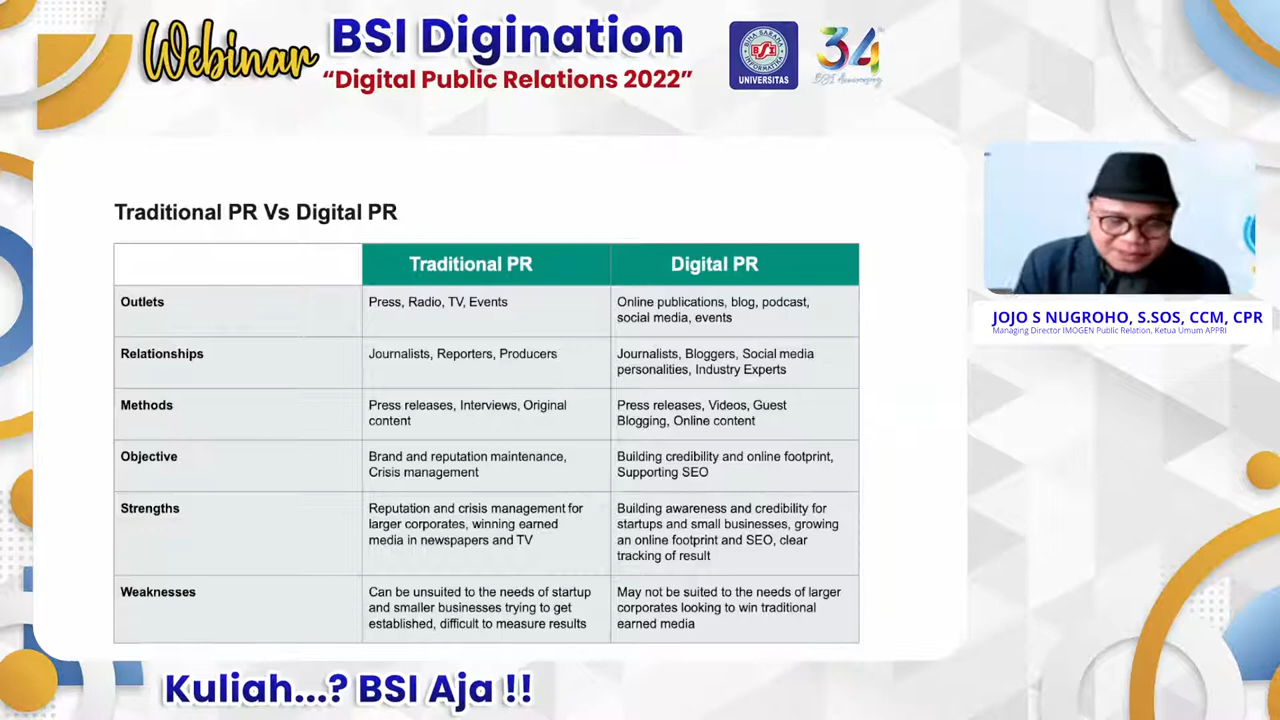 Webinar
BSI Digination
“Digital Public Relations 2022”
BSI
UNIVERSITAS
34
BSI Anniversary
Traditional PR Vs Digital PR
Traditional PR
Digital PR
Outlets
Press, Radio, TV, Events
Online publications, blog, podcast,
social media, events
Relationships
Journalists, Reporters, Producers
Journalists, Bloggers, Social media
personalities, Industry Experts
Methods
Press releases, Interviews, Original
content
Press releases, Videos, Guest
Blogging, Online content
Objective
Brand and reputation maintenance,
Crisis management
Building credibility and online footprint,
Supporting SEO
Strengths
Reputation and crisis management for
larger corporates, winning earned
media in newspapers and TV
Building awareness and credibility for
startups and small businesses, growing
an online footprint and SEO, clear
tracking of result
Weaknesses
Can be unsuited to the needs of startup
and smaller businesses trying to get
established, difficult to measure results
May not be suited to the needs of larger
corporates looking to win traditional
earned media
JOJO S NUGROHO, S.SOS, CCM, CPR
Managing Director IMOGEN Public Relation, Ketua Umum APPRI
Kuliah...? BSI Aja !!